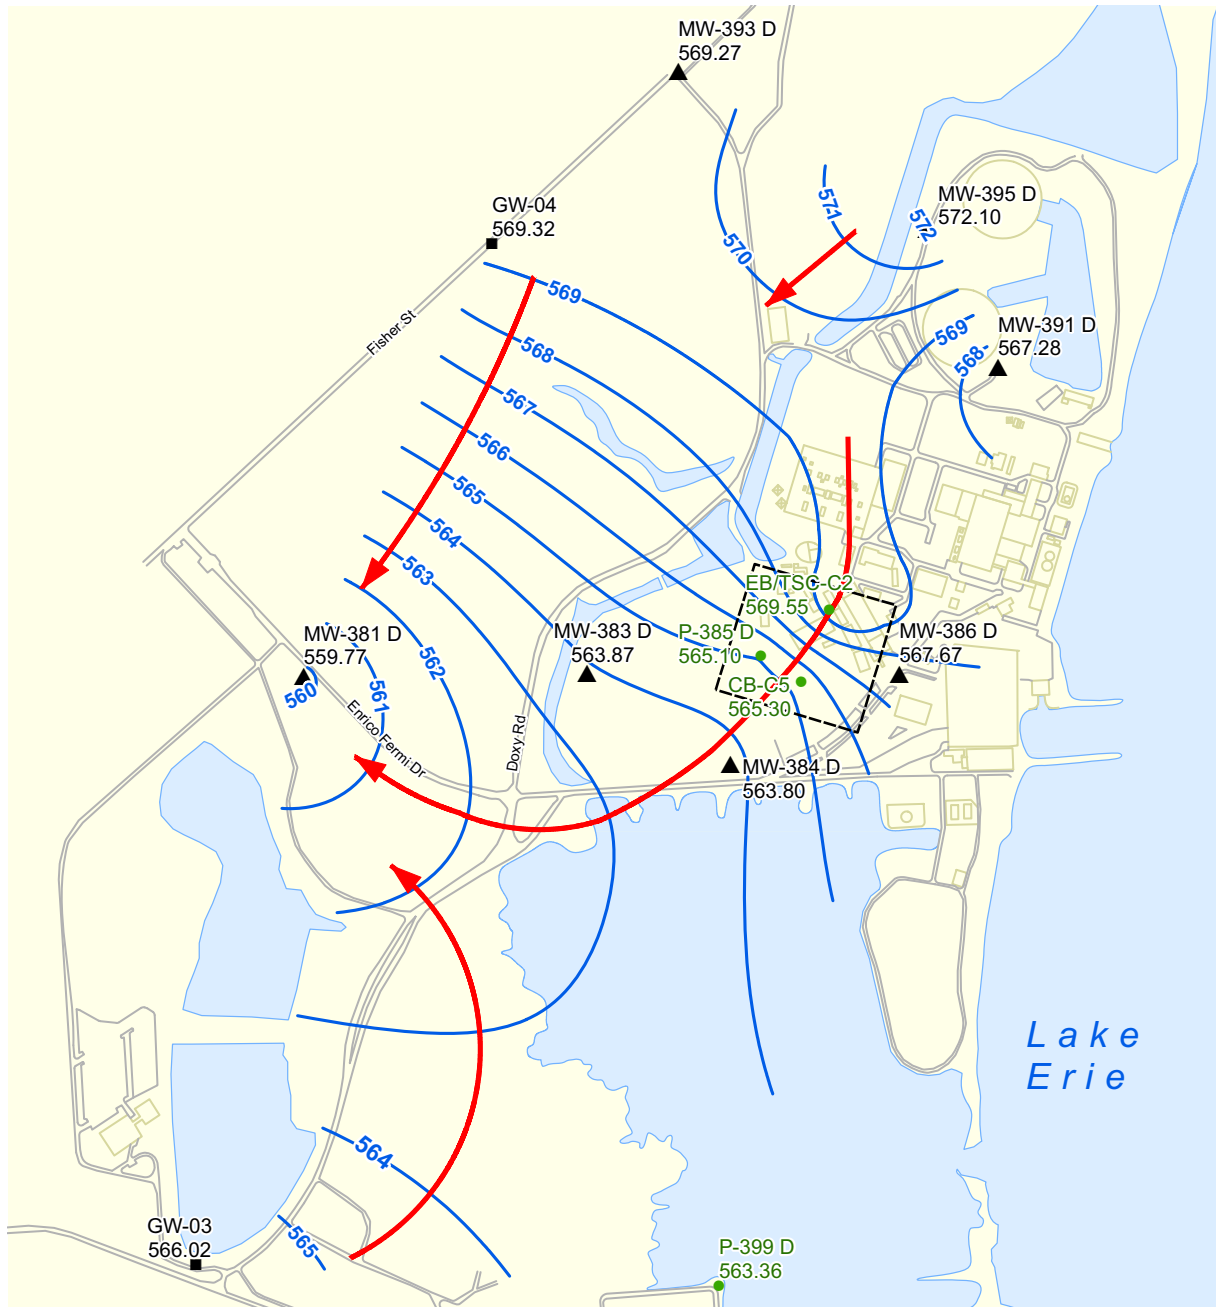 MW-393 D
569.27
MW-395 D
572.10
571
572
GW-04
569.32
570
569
Fisher St
568
569
MW-391 D
567.28
568
567
566
565
564
563
EB/TSC-C2
569.55
MW-381 D
559.77
562
MW-383 D
563.87
P-385 D
565.10
MW-386 D
567.67
560
561
CB-C5
565.30
Enrico Fermi Dr
Doxy Rd
MW-384 D
563.80
Lake
Erie
564
GW-03
566.02
565
P-399 D
563.36